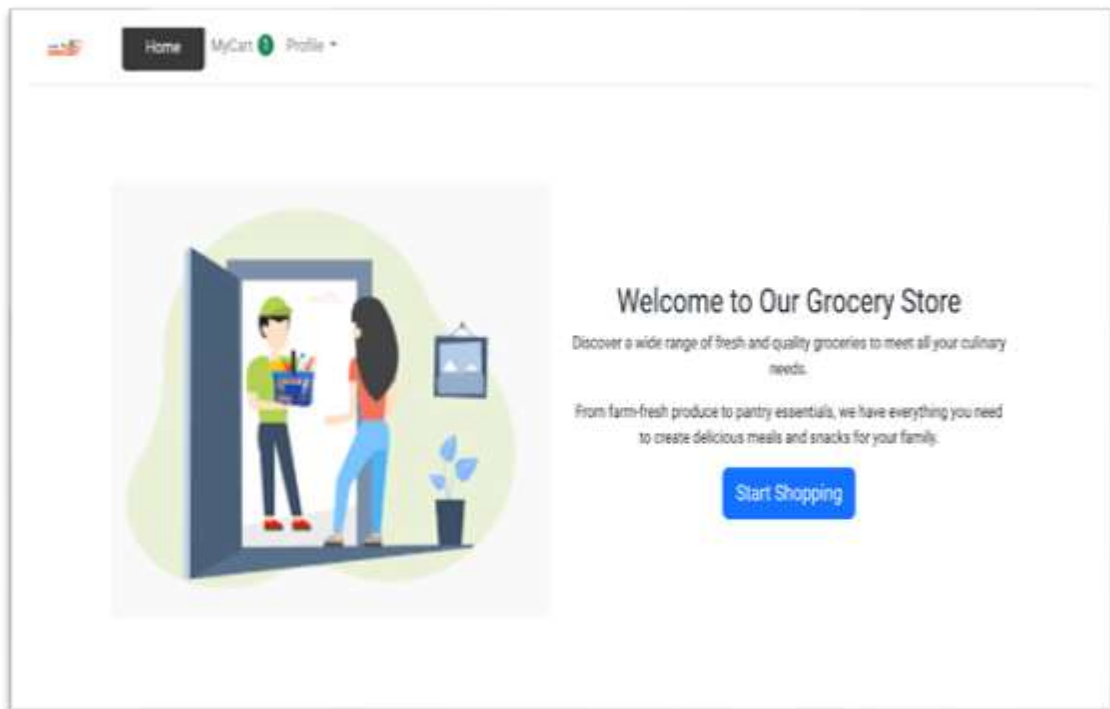 Home MyCart Profile
Welcome to Our Grocery Store
Discover a wide range of fresh and quality groceries to meet all your culinary
needs.
From farm-fresh produce to pantry essentials, we have everything you need
to create delicious meals and snacks for your family.
Start Shopping